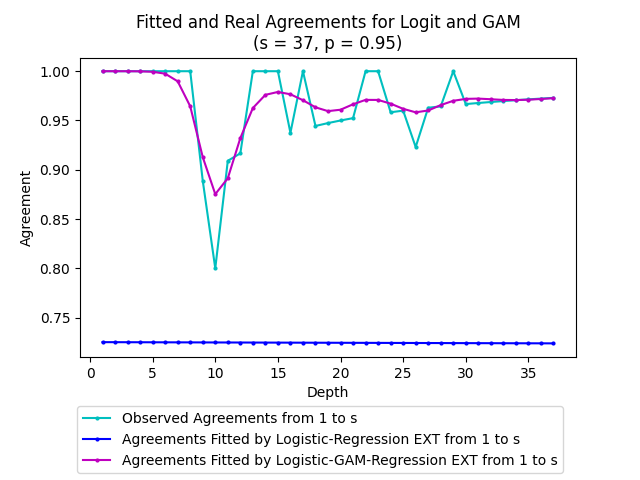 Fitted and Real Agreements for Logit and GAM
(s = 37, p = 0.95)
1.00
0.95
0.90
0.85
0.80
0.75
Agreement
0 5 10 15 20 25 30 35
Depth
Observed Agreements from 1 to s
Agreements Fitted by Logistic-Regression EXT from 1 to s
Agreements Fitted by Logistic-GAM-Regression EXT from 1 to s